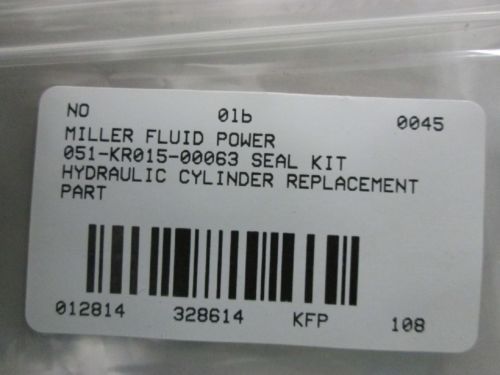 NO 01b 0045
MILLER FLUID POWER
051-KR015-00063 SEAL KIT
HYDRAULIC CYLINDER REPLACEMENT
PART
012814 328614 KFP 108